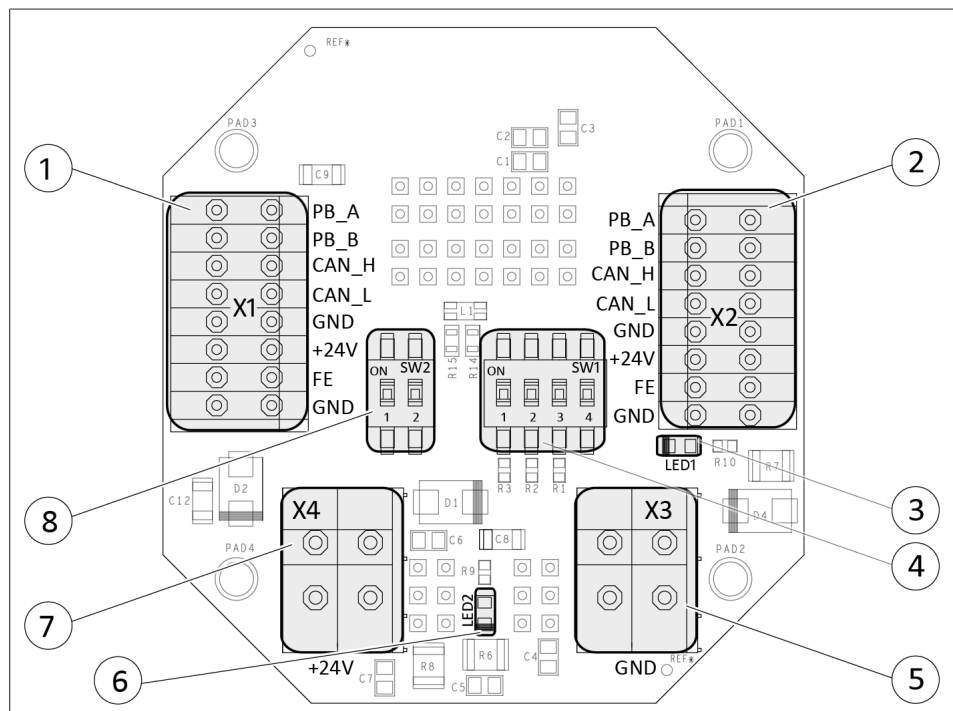 REF*
PAD3
PAD1
C3
C2
C1
1
2
C9
PB_A
PB_B
CAN_H
CAN_L
GND
+24V
FE
GND
X1
PB_A
PB_B
CAN_H
CAN_L
GND
+24V
FE
GND
X2
L1
R15
R14
ON SW2
1 2
ON SW1
1 2 3 4
LED1
R10
R7
R3 R2 R1
C12
D2
D1
D4
3
8
X4
X3
C6
C8
4
PAD4
PAD2
R9
LED2
7
+24V
GND
REF*
R8
R6
C4
C7
C5
6
5